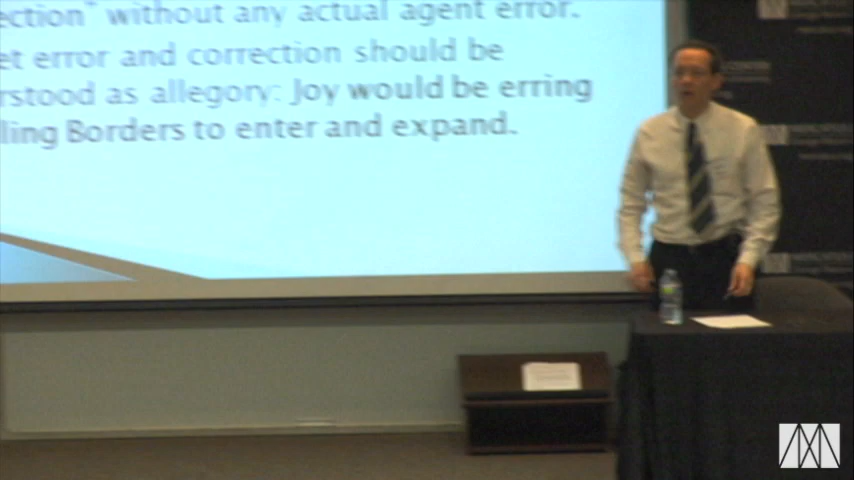 ection" without any actual agent error.
et error and correction should be
rstood as allegory: Joy would be erring
lling Borders to enter and expand.